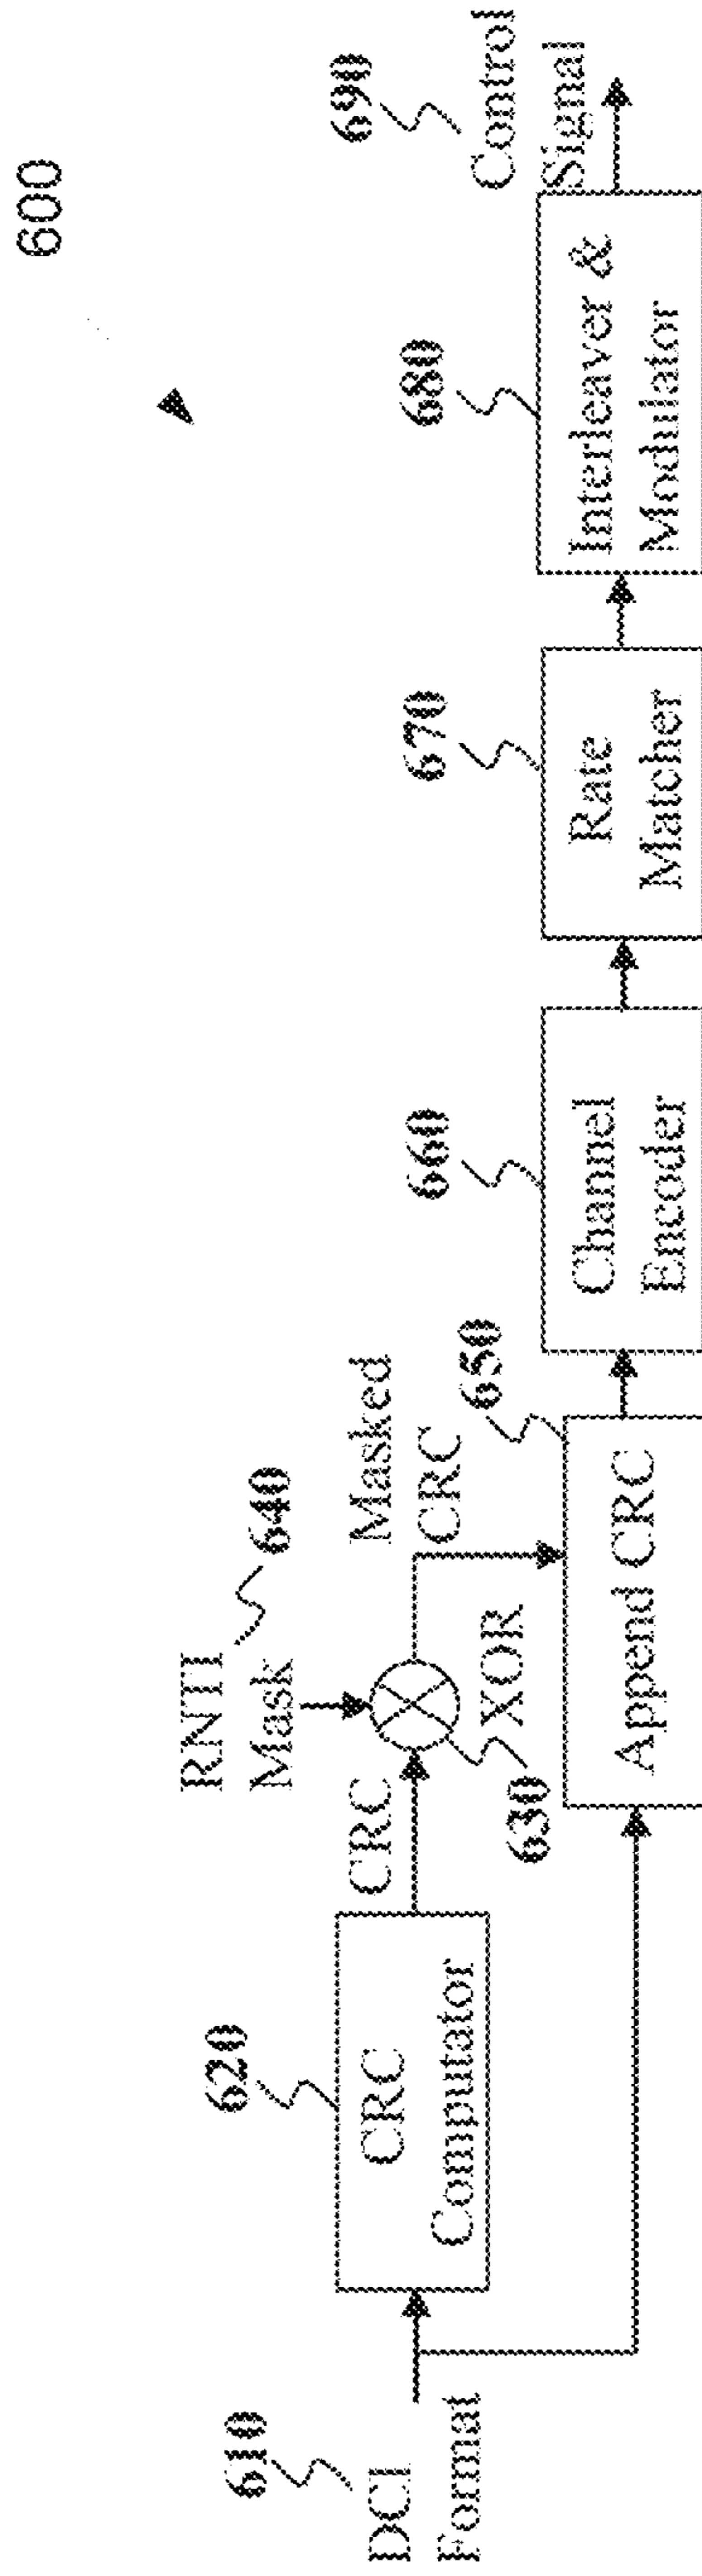 600
610
DCI
Format
620
CRC
Computator
CRC
630
XOR
RNTI
Mask
640
Masked
CRC
650
Append CRC
660
Channel
Encoder
670
Rate
Matcher
680
Interleaver &
Modulator
690
Control
Signal